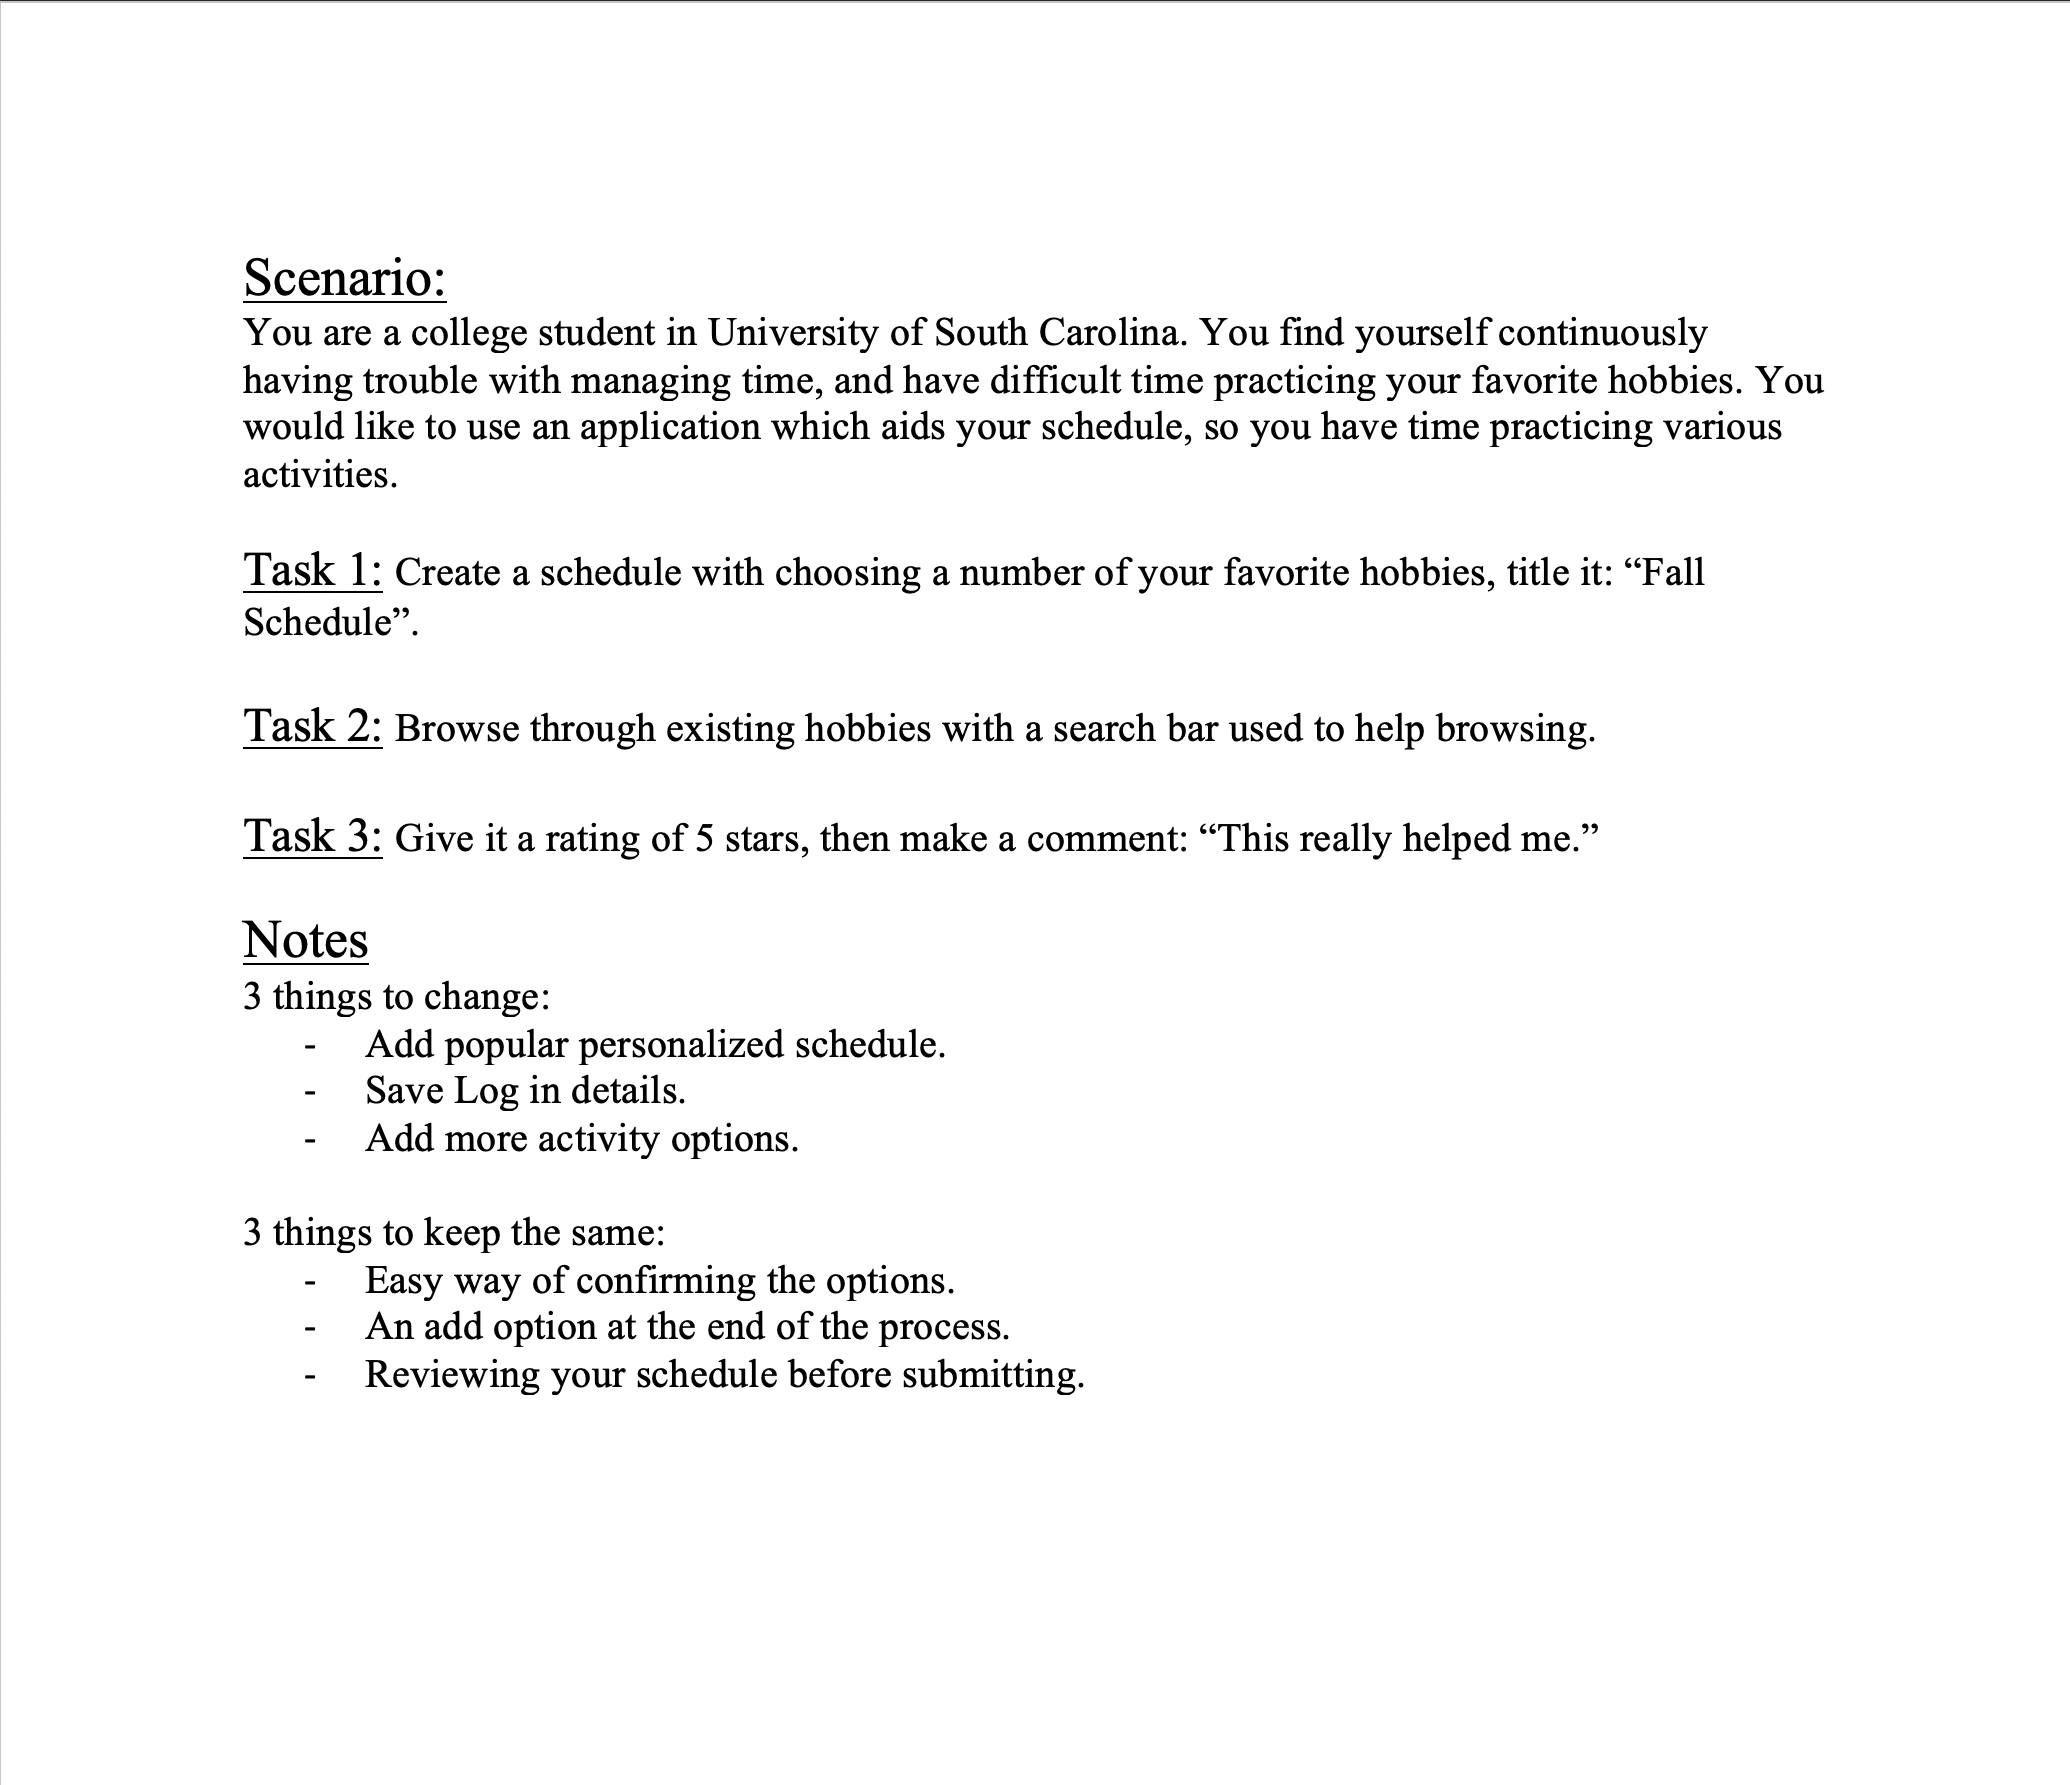 Scenario:
You are a college student in University of South Carolina. You find yourself continuously
having trouble with managing time, and have difficult time practicing your favorite hobbies. You
would like to use an application which aids your schedule, so you have time practicing various
activities.
Task 1: Create a schedule with choosing a number of your favorite hobbies, title it: “Fall
Schedule”.
Task 2: Browse through existing hobbies with a search bar used to help browsing.
Task 3: Give it a rating of 5 stars, then make a comment: “This really helped me.”
Notes
3 things to change:
- Add popular personalized schedule.
- Save Log in details.
- Add more activity options.
3 things to keep the same:
- Easy way of confirming the options.
- An add option at the end of the process.
- Reviewing your schedule before submitting.